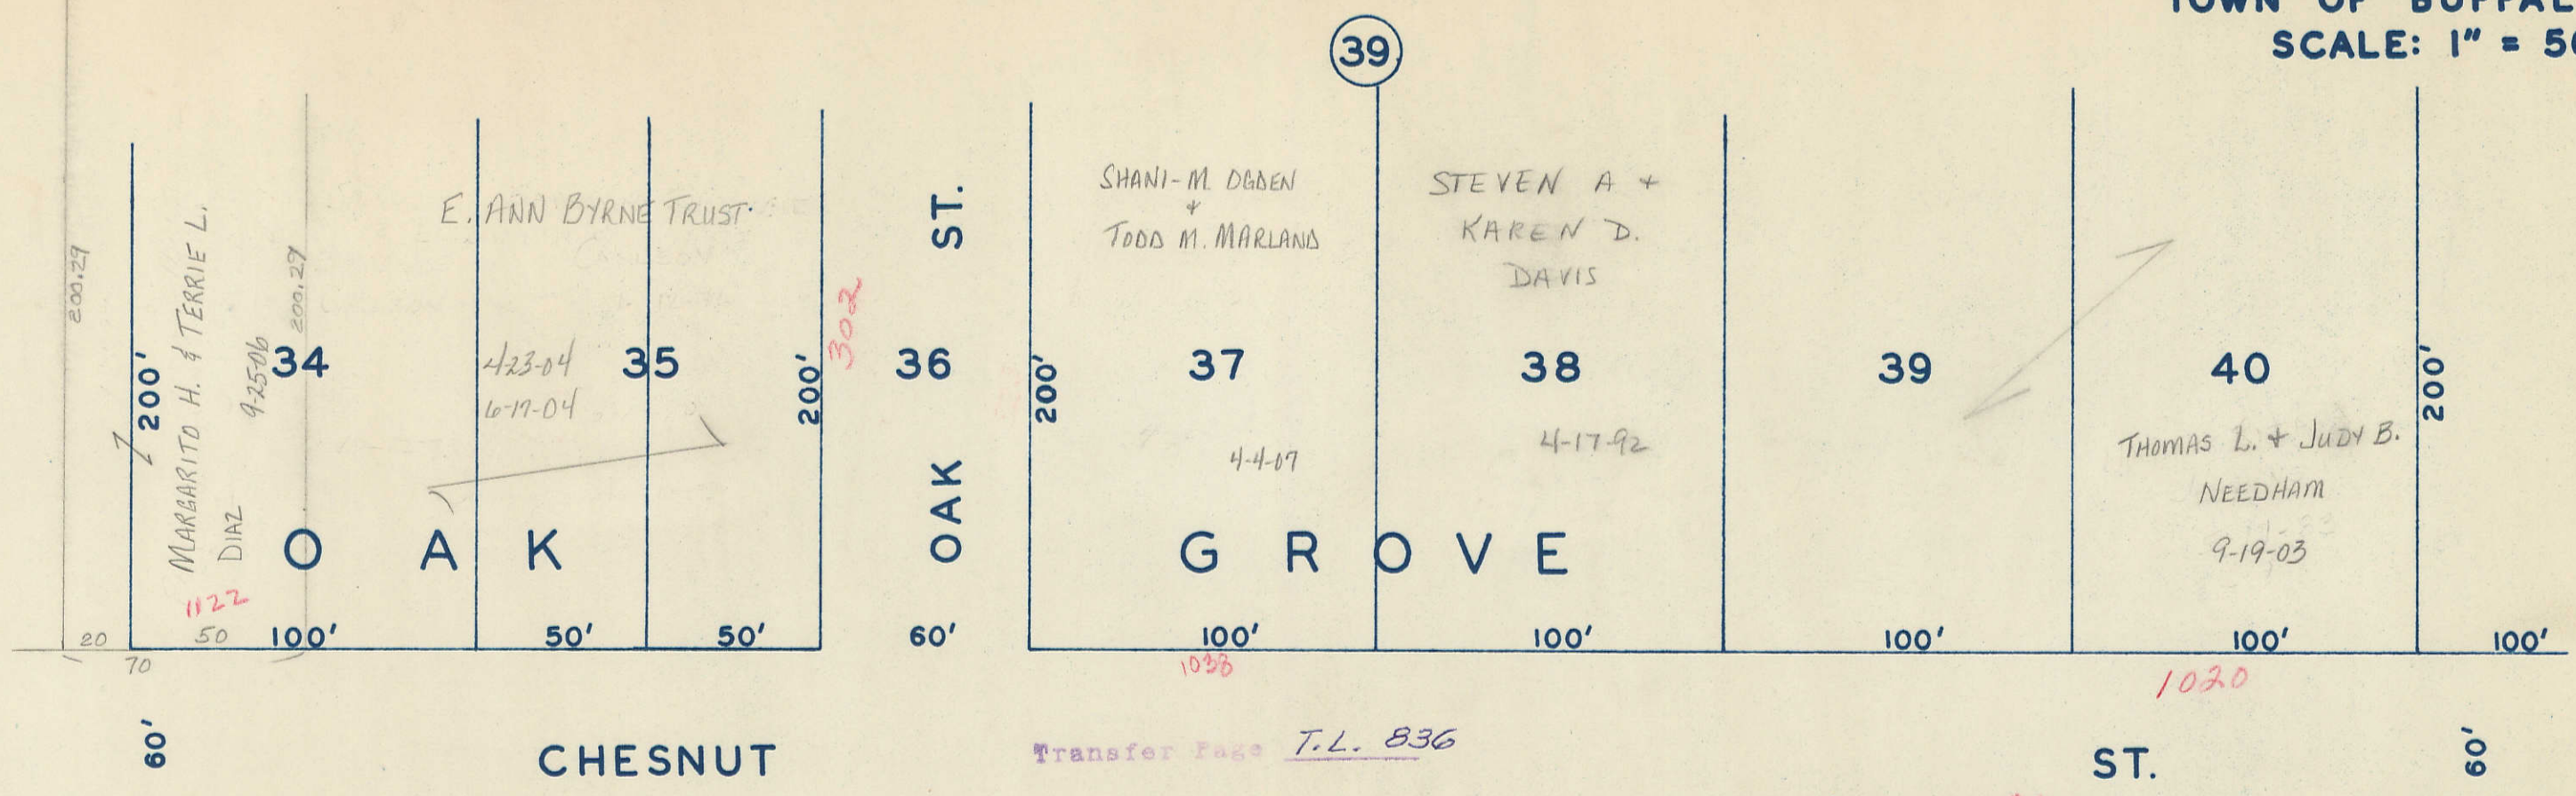 TOWN OF BUFFAL
SCALE: 1" = 50
39
E. ANN BYRNE TRUST
ST.
SHANI-M. OGDEN
&
TODD M. MARLAND
STEVEN A +
KAREN D.
DAVIS
200.29
MARGARITO H. & TERRIE L.
DIAZ
9-25-06
200.29
302
200'
34
4-23-04
6-17-04
35
200'
36
200'
37
38
39
40
200'
4-4-07
4-17-92
THOMAS L. + JUDY B.
NEEDHAM
9-19-03
OAK
OAK GROVE
1122
20
50
100'
50'
50'
60'
100'
100'
100'
100'
100'
70
1038
1020
60'
CHESNUT
ST.
Transfer Page T.L. 836
60'